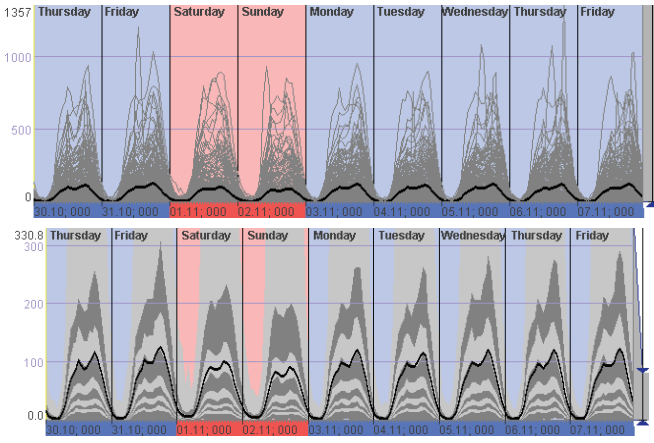 1357 Thursday Friday Saturday Sunday Monday Tuesday Wednesday Thursday Friday
1000
500
0
30.10; 000 31.10; 000 01.11; 000 02.11; 000 03.11; 000 04.11; 000 05.11; 000 06.11; 000 07.11; 000
330.8 Thursday Friday Saturday Sunday Monday Tuesday Wednesday Thursday Friday
300
200
100
0.0
30.10; 000 31.10; 000 01.11; 000 02.11; 000 03.11; 000 04.11; 000 05.11; 000 06.11; 000 07.11; 000